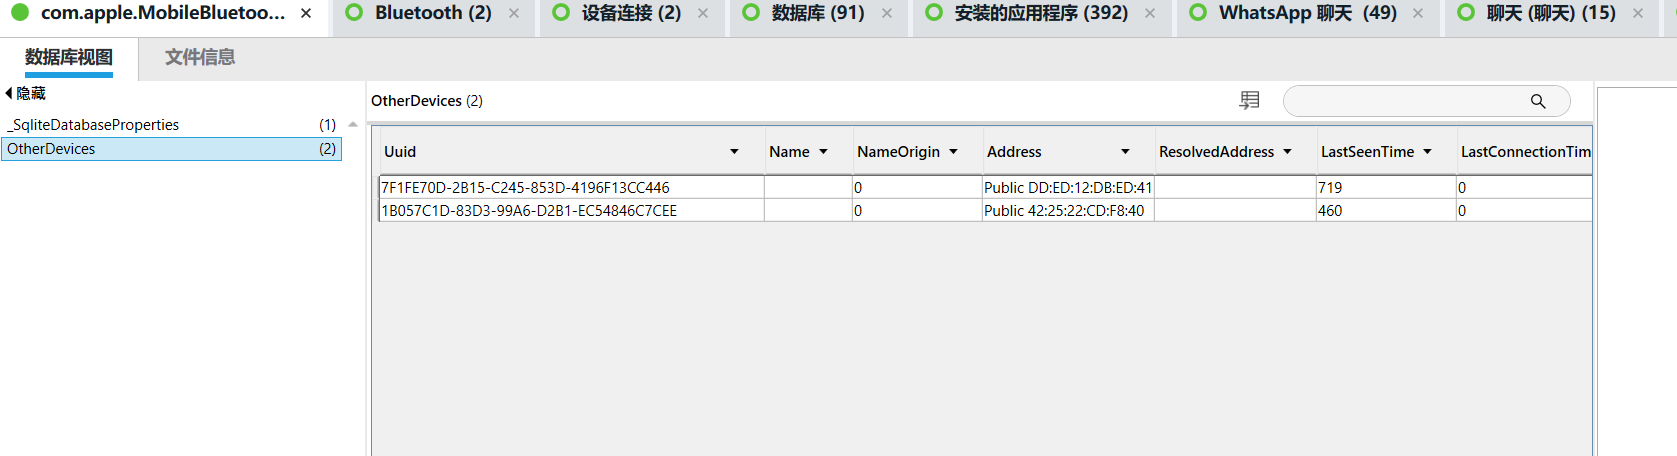 com.apple.MobileBluetoo... × Bluetooth (2) × 设备连接 (2) × 数据库 (91) × 安装的应用程序 (392) × WhatsApp 聊天 (49) × 聊天 (聊天) (15) ×
数据库视图 文件信息
隐藏
OtherDevices (2)
_SqliteDatabaseProperties (1)
OtherDevices (2)
Uuid Name NameOrigin Address ResolvedAddress LastSeenTime LastConnectionTim
7F1FE70D-2B15-C245-853D-4196F13CC446 0 Public DD:ED:12:DB:ED:41 719 0
1B057C1D-83D3-99A6-D2B1-EC54846C7CEE 0 Public 42:25:22:CD:F8:40 460 0